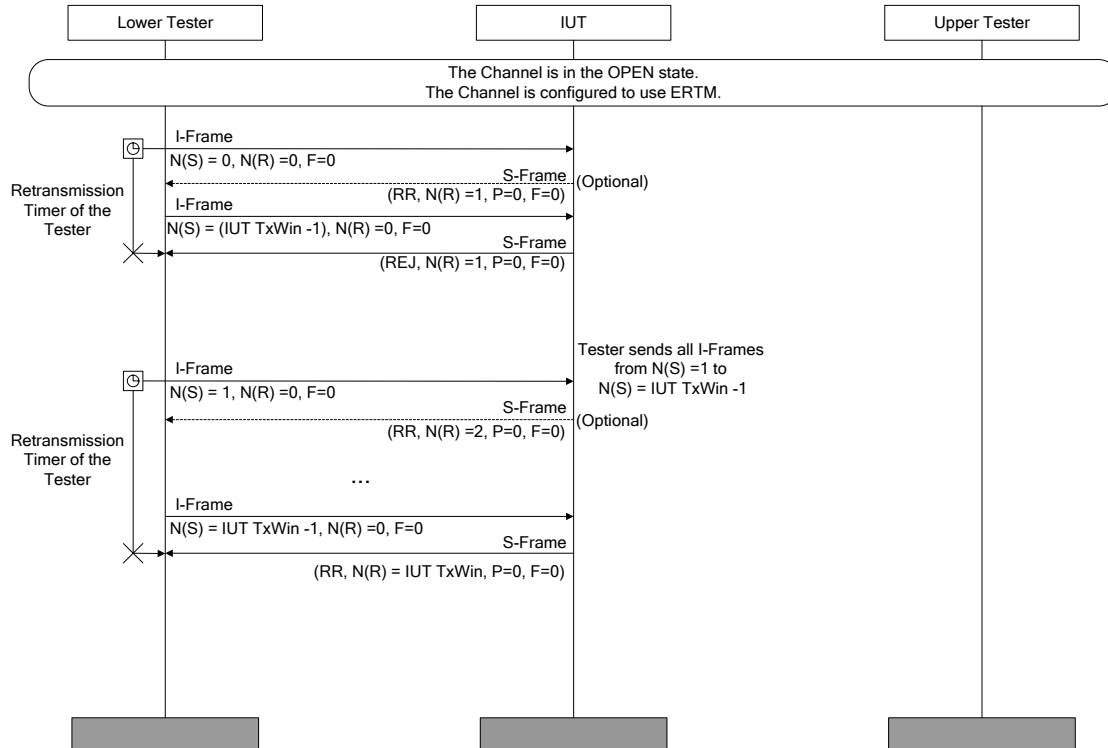 Lower Tester
IUT
Upper Tester
The Channel is in the OPEN state.
The Channel is configured to use ERTM.
I-Frame
N(S) = 0, N(R) =0, F=0
S-Frame
(Optional)
(RR, N(R) =1, P=0, F=0)
Retransmission
Timer of the
Tester
I-Frame
N(S) = (IUT TxWin -1), N(R) =0, F=0
S-Frame
(REJ, N(R) =1, P=0, F=0)
Tester sends all I-Frames
from N(S) =1 to
N(S) = IUT TxWin -1
I-Frame
N(S) = 1, N(R) =0, F=0
S-Frame
(Optional)
(RR, N(R) =2, P=0, F=0)
Retransmission
Timer of the
Tester
...
I-Frame
N(S) = IUT TxWin -1, N(R) =0, F=0
S-Frame
(RR, N(R) = IUT TxWin, P=0, F=0)